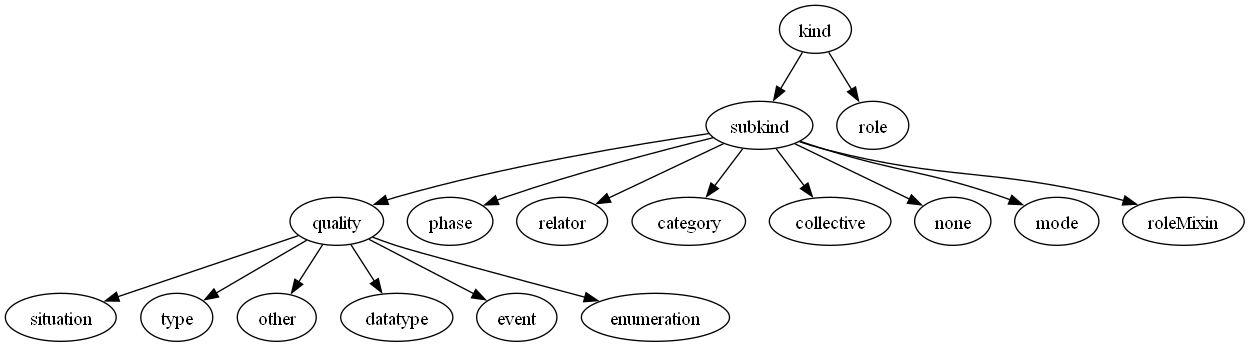 kind
subkind
role
quality
phase
relator
category
collective
none
mode
roleMixin
situation
type
other
datatype
event
enumeration